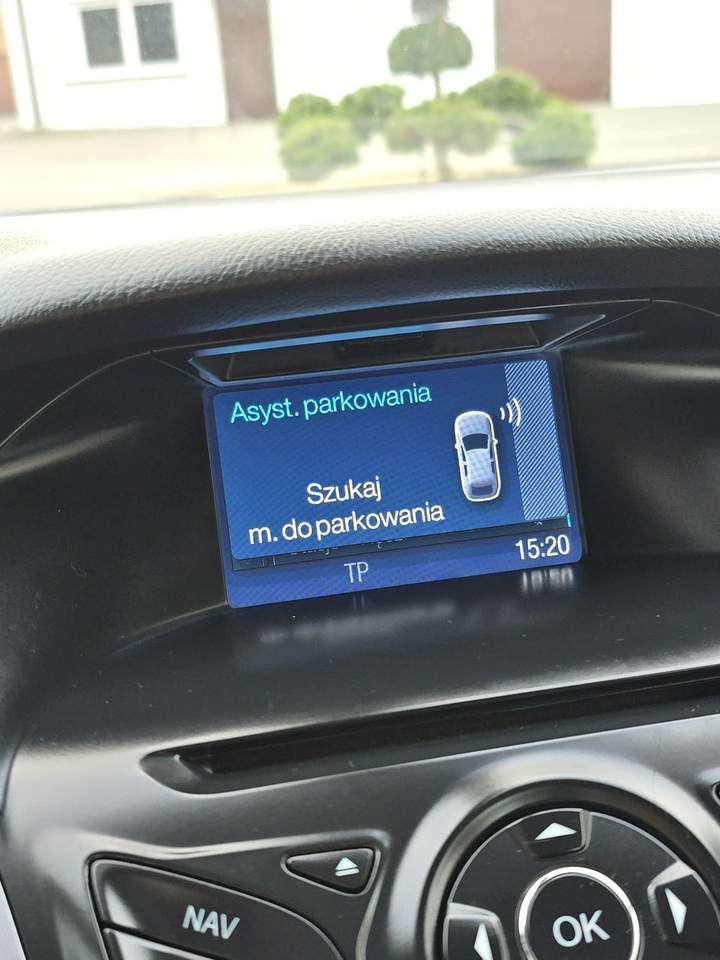 Asyst. parkowania
Szukaj
m. do parkowania
TP
15:20
NAV
OK